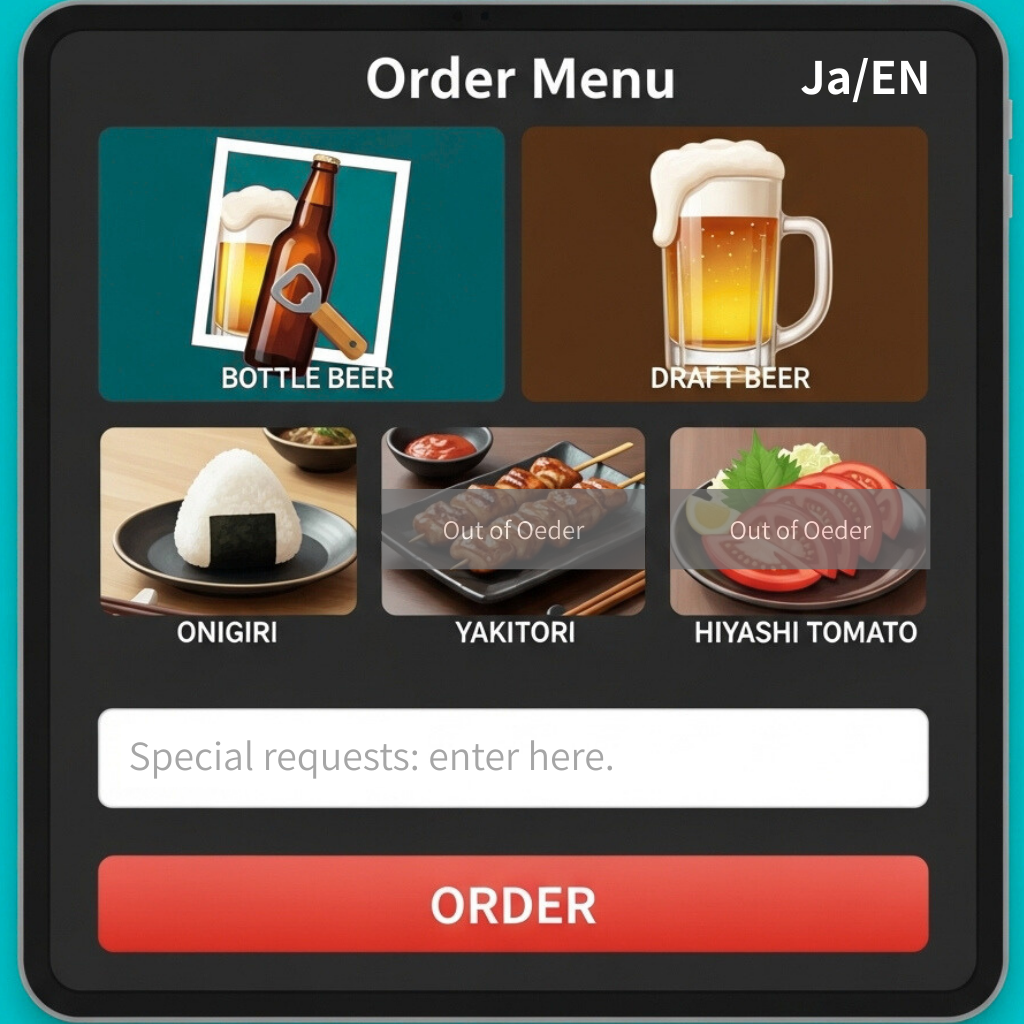 Order Menu
Ja/EN
BOTTLE BEER
DRAFT BEER
Out of Oeder
Out of Oeder
ONIGIRI
YAKITORI
HIYASHI TOMATO
Special requests: enter here.
ORDER